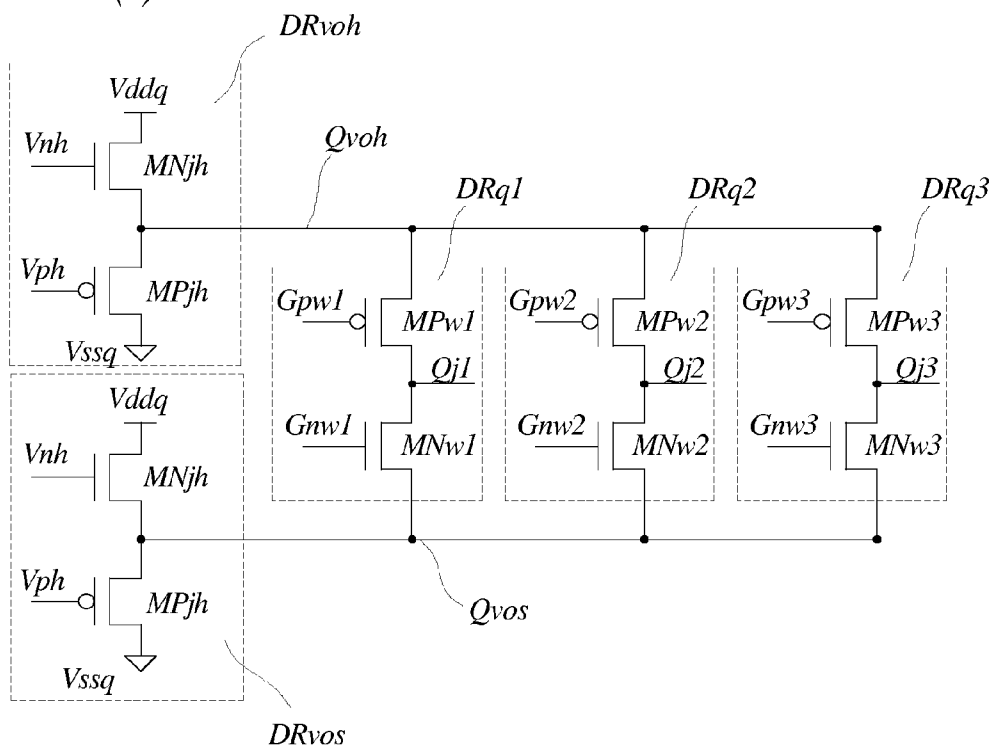 DRvoh
Vddq
Vnh
MNjh
Qvoh
DRq1
DRq2
DRq3
Vph
MPjh
Vssq
Gpw1
MPw1
Gpw2
MPw2
Gpw3
MPw3
Qj1
Qj2
Qj3
Gnw1
MNw1
Gnw2
MNw2
Gnw3
MNw3
Vddq
Vnh
MNjh
Vph
MPjh
Qvos
Vssq
DRvos